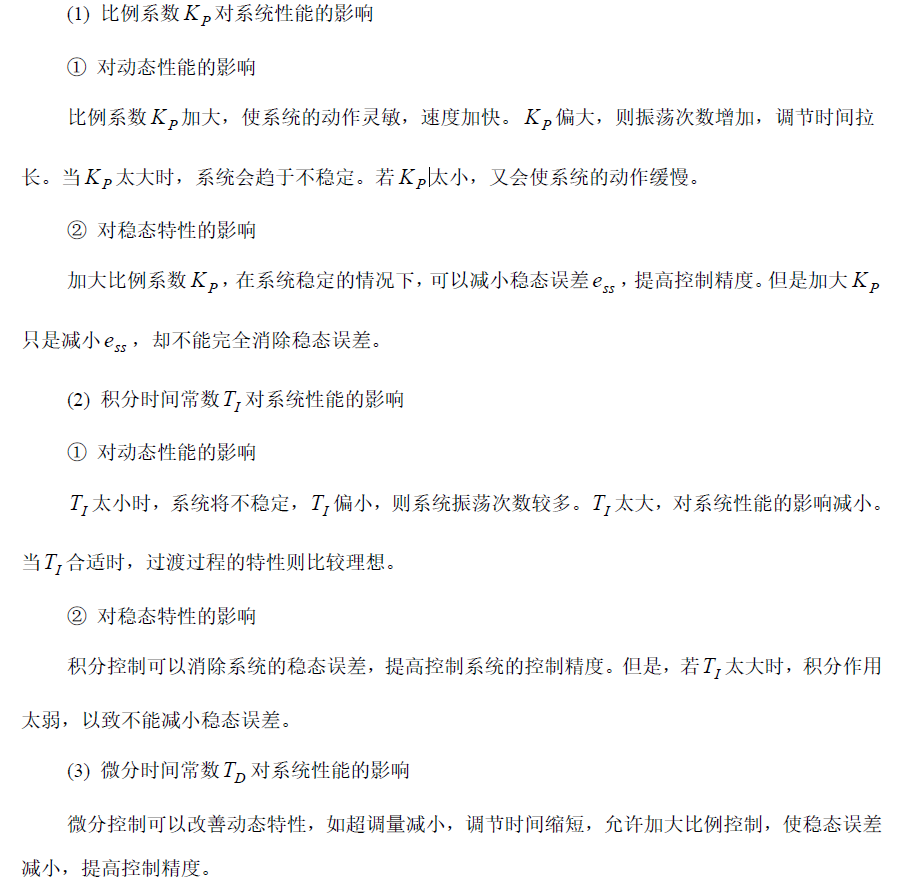 (1) 比例系数 K_P 对系统性能的影响
① 对动态性能的影响
比例系数 K_P 加大，使系统的动作灵敏，速度加快。K_P 偏大，则振荡次数增加，调节时间拉
长。当 K_P 太大时，系统会趋于不稳定。若 K_P 太小，又会使系统的动作缓慢。
② 对稳态特性的影响
加大比例系数 K_P，在系统稳定的情况下，可以减小稳态误差 e_ss，提高控制精度。但是加大 K_P
只是减小 e_ss，却不能完全消除稳态误差。
(2) 积分时间常数 T_I 对系统性能的影响
① 对动态性能的影响
T_I 太小时，系统将不稳定，T_I 偏小，则系统振荡次数较多。T_I 太大，对系统性能的影响减小。
当 T_I 合适时，过渡过程的特性则比较理想。
② 对稳态特性的影响
积分控制可以消除系统的稳态误差，提高控制系统的控制精度。但是，若 T_I 太大时，积分作用
太弱，以致不能减小稳态误差。
(3) 微分时间常数 T_D 对系统性能的影响
微分控制可以改善动态特性，如超调量减小，调节时间缩短，允许加大比例控制，使稳态误差
减小，提高控制精度。